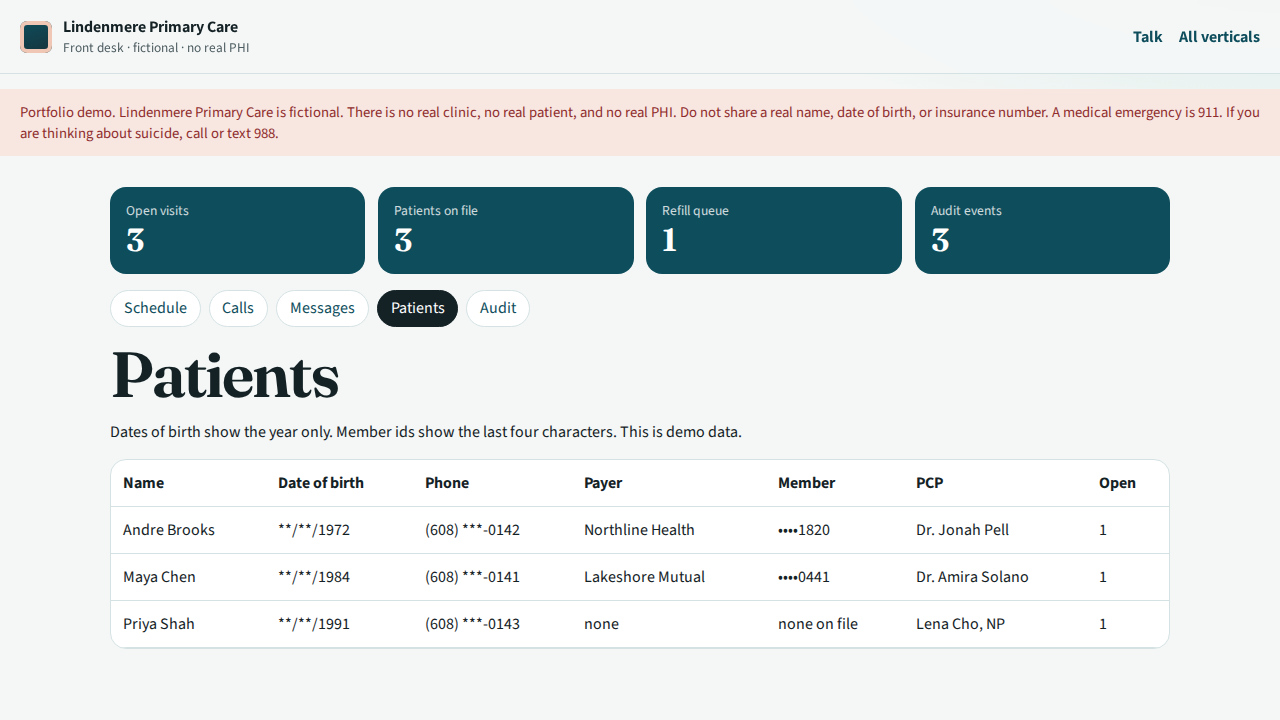 Lindenmere Primary Care
Front desk · fictional · no real PHI
Talk All verticals
Portfolio demo. Lindenmere Primary Care is fictional. There is no real clinic, no real patient, and no real PHI. Do not share a real name, date of birth, or insurance number. A medical emergency is 911. If you
are thinking about suicide, call or text 988.
Open visits Patients on file Refill queue Audit events
3 3 1 3
Schedule Calls Messages Patients Audit
Patients
Dates of birth show the year only. Member ids show the last four characters. This is demo data.
Name Date of birth Phone Payer Member PCP Open
Andre Brooks **/**/1972 (608) ***-0142 Northline Health ••••1820 Dr. Jonah Pell 1
Maya Chen **/**/1984 (608) ***-0141 Lakeshore Mutual ••••0441 Dr. Amira Solano 1
Priya Shah **/**/1991 (608) ***-0143 none none on file Lena Cho, NP 1